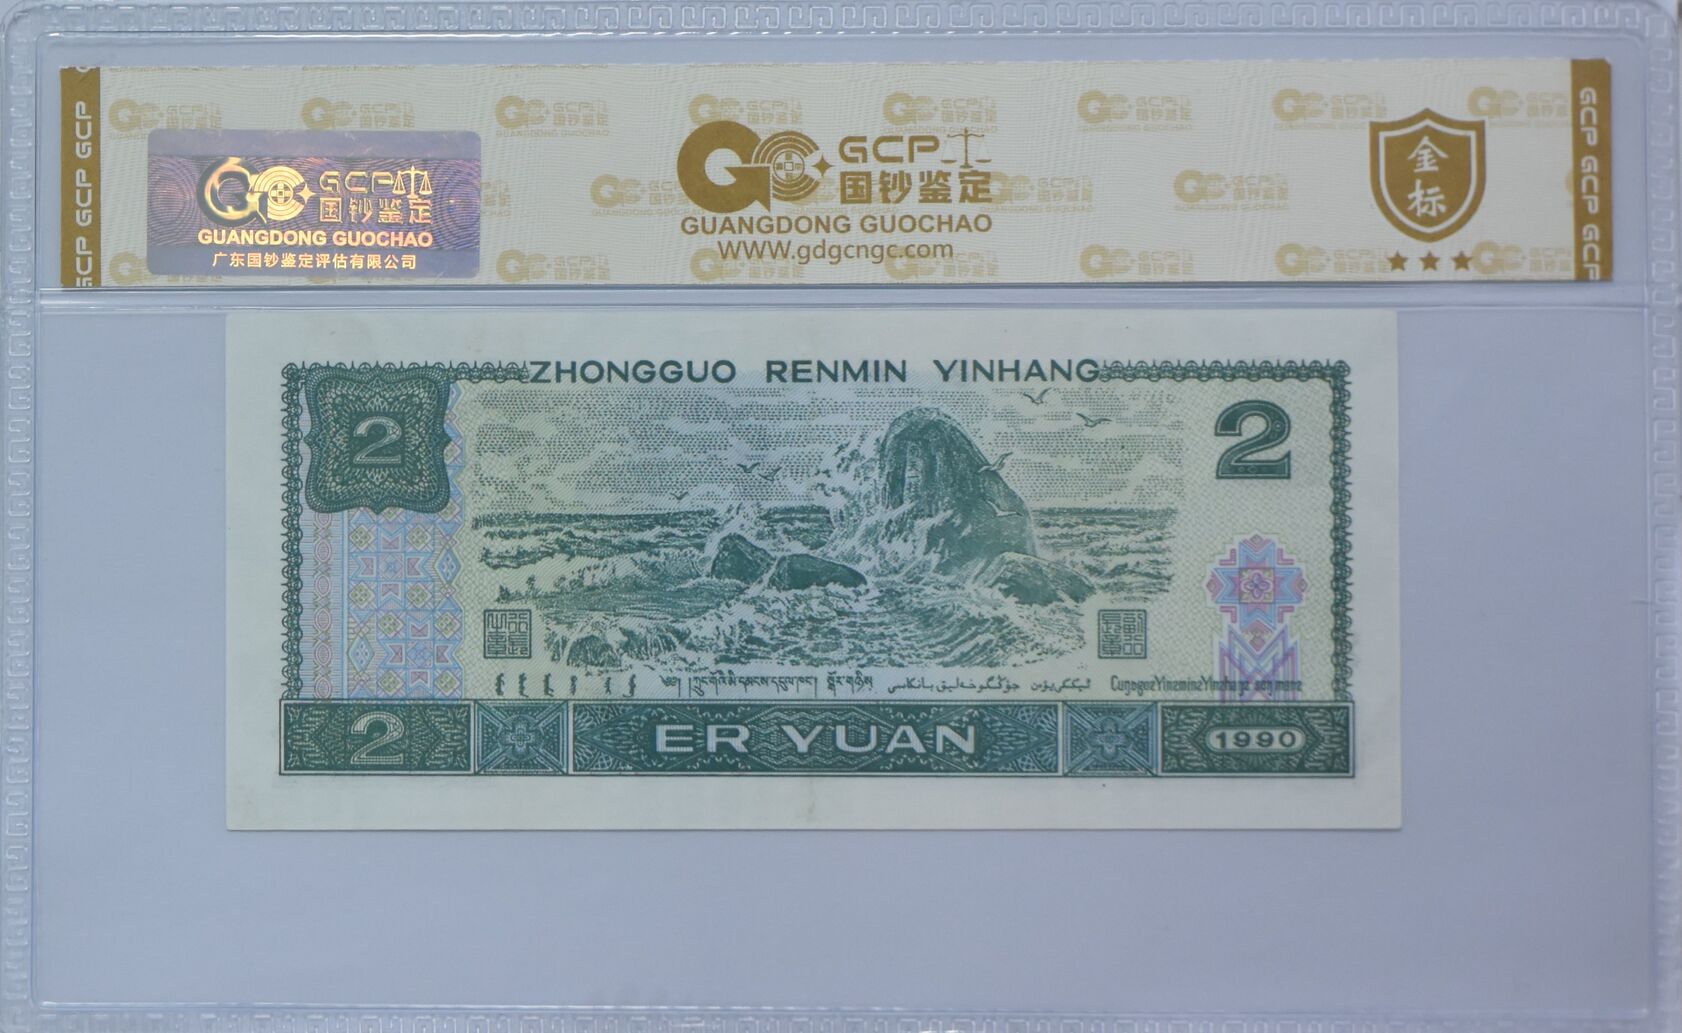 GCP GCP GCP
GCP
国钞鉴定
GUANGDONG GUOCHAO
广东国钞鉴定评估有限公司
GCP
国钞鉴定
GUANGDONG GUOCHAO
WWW.gdgcngc.com
金标
GCP GCP GCP
ZHONGGUO RENMIN YINHANG
2
2
2
ER YUAN
1990